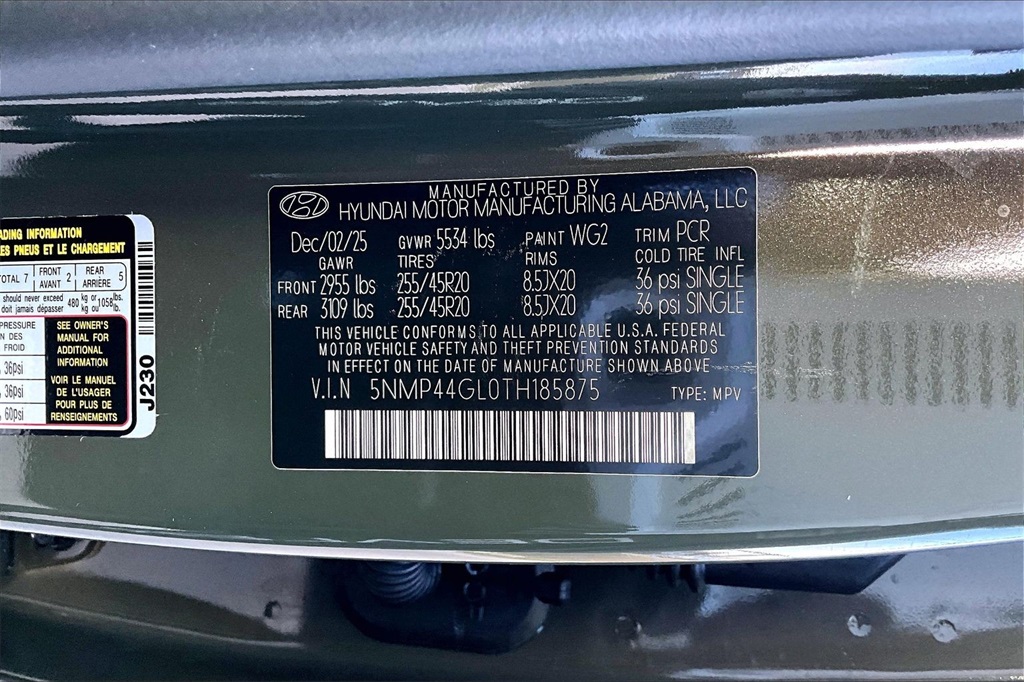 ADING INFORMATION
ES PNEUS ET LE CHARGEMENT
TOTAL 7 FRONT AVANT 2 REAR ARRIÈRE 5
should never exceed 480 kg or 1058 lbs.
doit jamais dépasser kg ou lb.
PRESSURE
N DES
FROID
36psi
36psi
60psi
SEE OWNER'S
MANUAL FOR
ADDITIONAL
INFORMATION
VOIR LE MANUEL
DE L'USAGER
POUR PLUS DE
RENSEIGNEMENTS
J230
MANUFACTURED BY
HYUNDAI MOTOR MANUFACTURING ALABAMA, LLC
Dec/02/25 GVWR 5534 lbs PAINT WG2 TRIM PCR
GAWR TIRES RIMS COLD TIRE INFL
FRONT 2955 lbs 255/45R20 8.5JX20 36 psi SINGLE
REAR 3109 lbs 255/45R20 8.5JX20 36 psi SINGLE
THIS VEHICLE CONFORMS TO ALL APPLICABLE U.S.A. FEDERAL
MOTOR VEHICLE SAFETY AND THEFT PREVENTION STANDARDS
IN EFFECT ON THE DATE OF MANUFACTURE SHOWN ABOVE
V.I.N 5NMP44GL0TH185875 TYPE: MPV